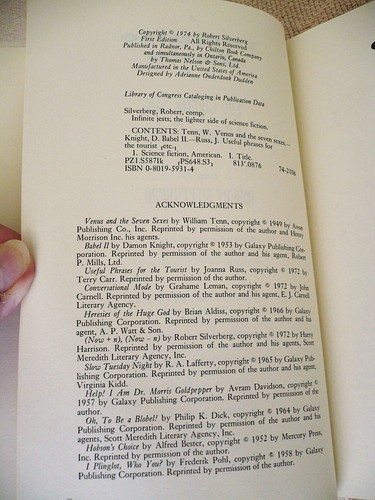 Copyright © 1974 by Robert Silverberg
First Edition All Rights Reserved
Published in Radnor, Pa., by Chilton Book Company
and simultaneously in Ontario, Canada
by Thomas Nelson & Sons, Ltd.
Manufactured in the United States of America
Designed by Adrianne Onderdonk Dudden
Library of Congress Cataloging in Publication Data
Silverberg, Robert, comp.
Infinite jests; the lighter side of science fiction.
CONTENTS: Tenn, W. Venus and the seven sexes.—
Knight, D. Babel II.—Russ, J. Useful phrases for
the tourist [etc.]
1. Science fiction, American. I. Title.
PZ1.S587Ik [PS648.S3] 813'.0876 74-2106
ISBN 0-8019-5931-4
ACKNOWLEDGMENTS
Venus and the Seven Sexes by William Tenn, copyright © 1949 by Avon
Publishing Co., Inc. Reprinted by permission of the author and Henry
Morrison Inc. his agents.
Babel II by Damon Knight, copyright © 1953 by Galaxy Publishing Cor-
poration. Reprinted by permission of the author and his agent, Robert
P. Mills, Ltd.
Useful Phrases for the Tourist by Joanna Russ, copyright © 1972 by
Terry Carr. Reprinted by permission of the author.
Conversational Mode by Grahame Leman, copyright © 1972 by John
Carnell. Reprinted by permission of the author and his agent, E. J. Carnell
Literary Agency.
Heresies of the Huge God by Brian Aldiss, copyright © 1966 by Galaxy
Publishing Corporation. Reprinted by permission of the author and his
agent, A. P. Watt & Son.
(Now + n), (Now - n) by Robert Silverberg, copyright © 1972 by Harry
Harrison. Reprinted by permission of the author and his agents, Scott
Meredith Literary Agency, Inc.
Slow Tuesday Night by R. A. Lafferty, copyright © 1965 by Galaxy Pub-
lishing Corporation. Reprinted by permission of the author and his agent,
Virginia Kidd.
Help! I Am Dr. Morris Goldpepper by Avram Davidson, copyright ©
1957 by Galaxy Publishing Corporation. Reprinted by permission of the
author.
Oh, To Be a Blobel! by Philip K. Dick, copyright © 1964 by Galaxy
Publishing Corporation. Reprinted by permission of the author and his
agents, Scott Meredith Literary Agency, Inc.
Hobson's Choice by Alfred Bester, copyright © 1952 by Mercury Press,
Inc. Reprinted by permission of the author.
I Plinglot, Who You? by Frederik Pohl, copyright © 1958 by Galaxy
Publishing Corporation. Reprinted by permission of the author.